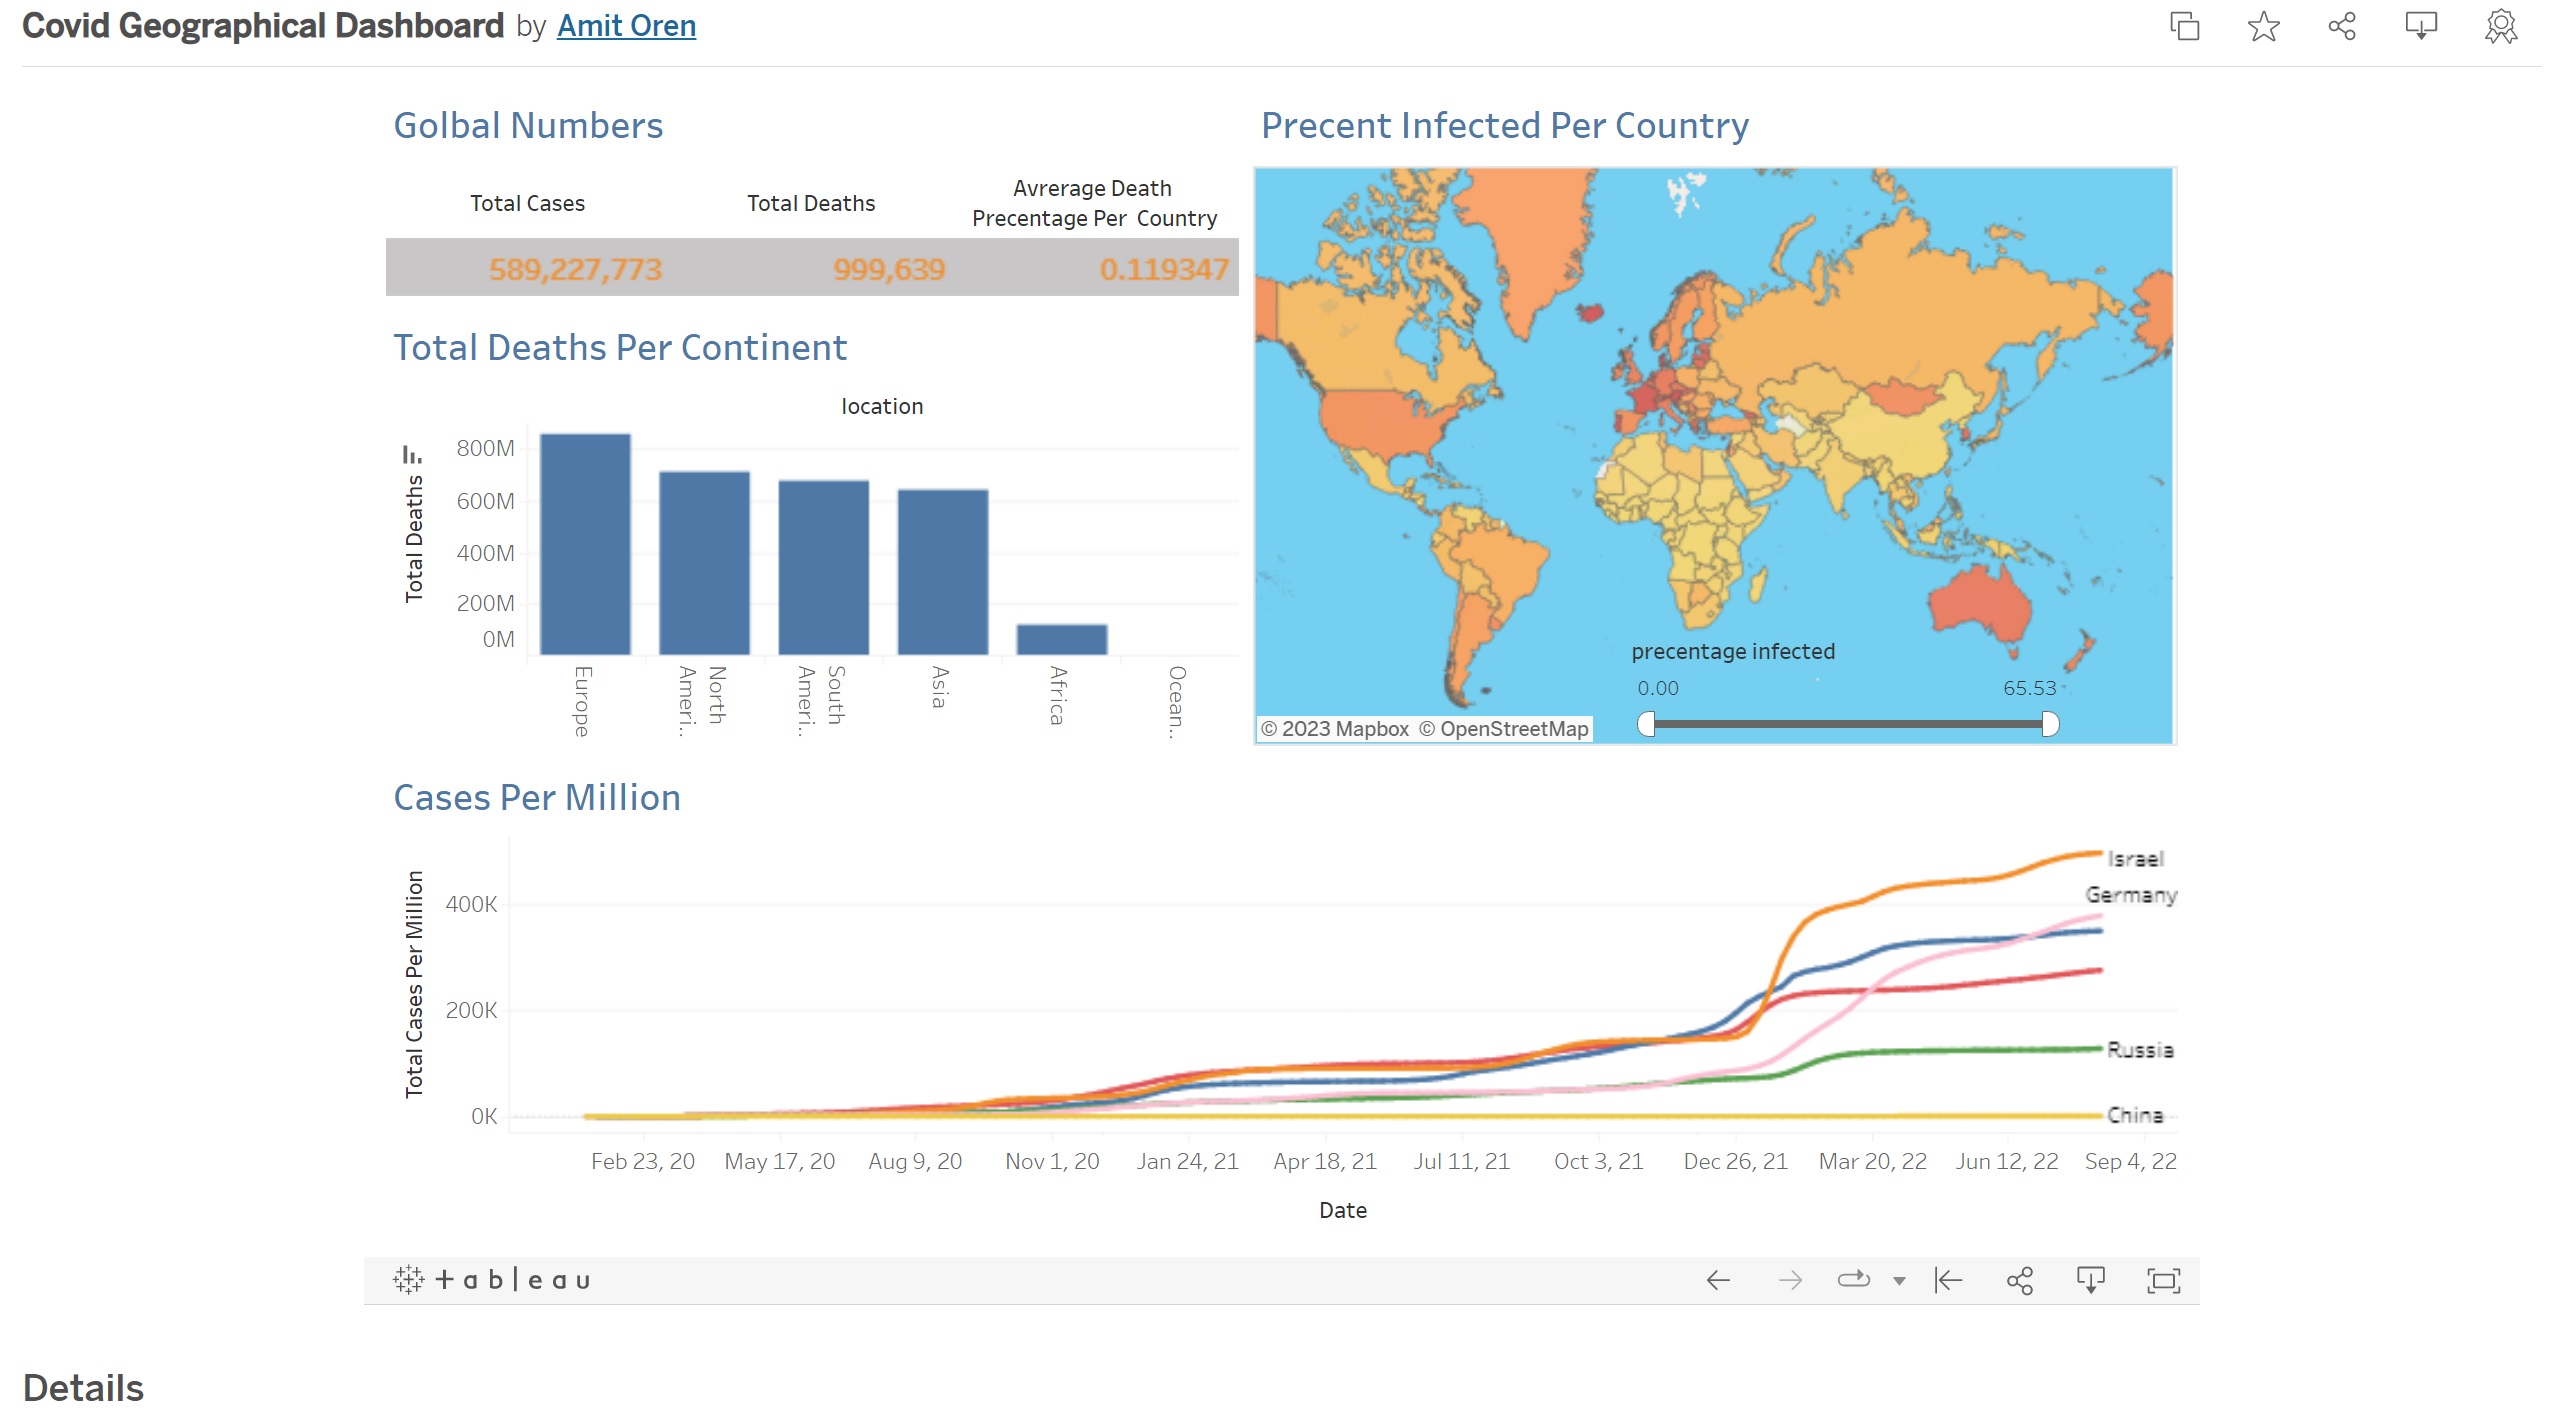 Covid Geographical Dashboard by Amit Oren
Golbal Numbers
Total Cases
Total Deaths
Avrerage Death
Precentage Per Country
589,227,773
999,639
0.119347
Total Deaths Per Continent
location
Total Deaths
800M
600M
400M
200M
0M
Europe
North
Ameri..
South
Ameri..
Asia
Africa
Ocean..
Precent Infected Per Country
precentage infected
0.00
65.53
© 2023 Mapbox © OpenStreetMap
Cases Per Million
Total Cases Per Million
400K
200K
0K
Israel
Germany
Russia
China
Feb 23, 20
May 17, 20
Aug 9, 20
Nov 1, 20
Jan 24, 21
Apr 18, 21
Jul 11, 21
Oct 3, 21
Dec 26, 21
Mar 20, 22
Jun 12, 22
Sep 4, 22
Date
+ableau
Details